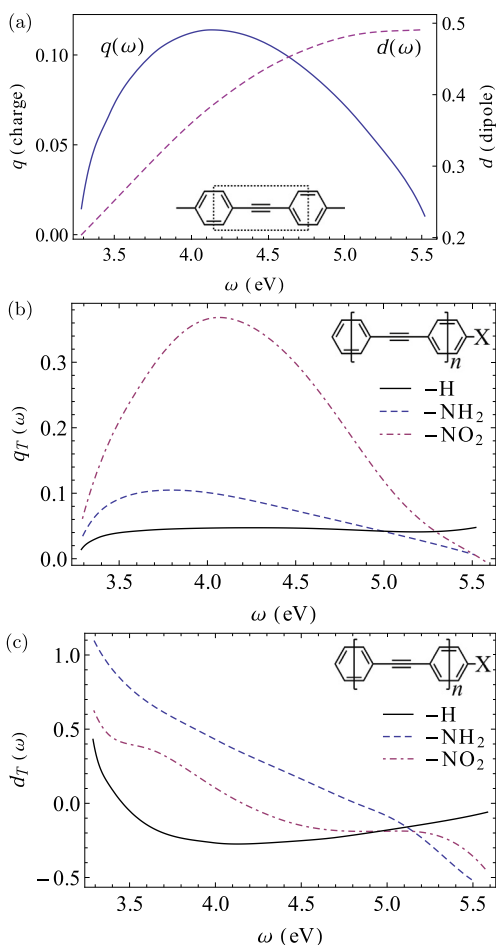 (a)
q(ω)
d(ω)
0.10
0.05
0.00
q (charge)
0.5
0.4
0.3
0.2
d (dipole)
3.5 4.0 4.5 5.0 5.5
ω (eV)
(b)
X
n
−H
−NH2
−NO2
0.3
0.2
0.1
0.0
qT (ω)
3.5 4.0 4.5 5.0 5.5
ω (eV)
(c)
X
n
−H
−NH2
−NO2
1.0
0.5
0.0
−0.5
dT (ω)
3.5 4.0 4.5 5.0 5.5
ω (eV)